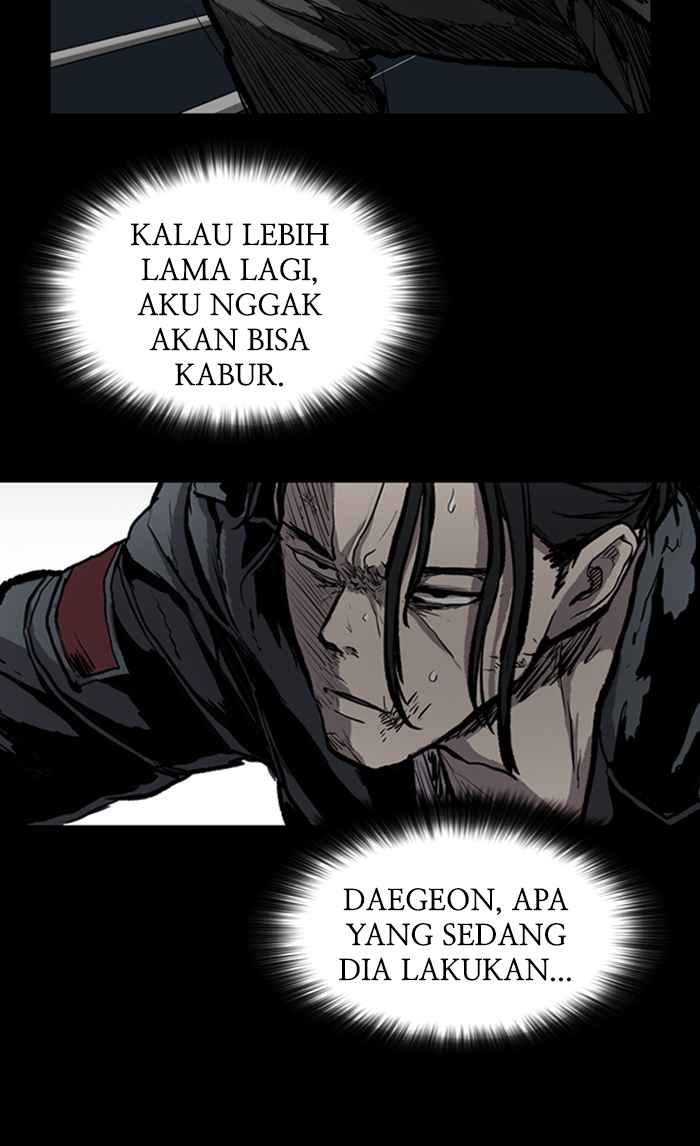 KALAU LEBIH
LAMA LAGI,
AKU NGGAK
AKAN BISA
KABUR.
DAEGEON, APA
YANG SEDANG
DIA LAKUKAN...